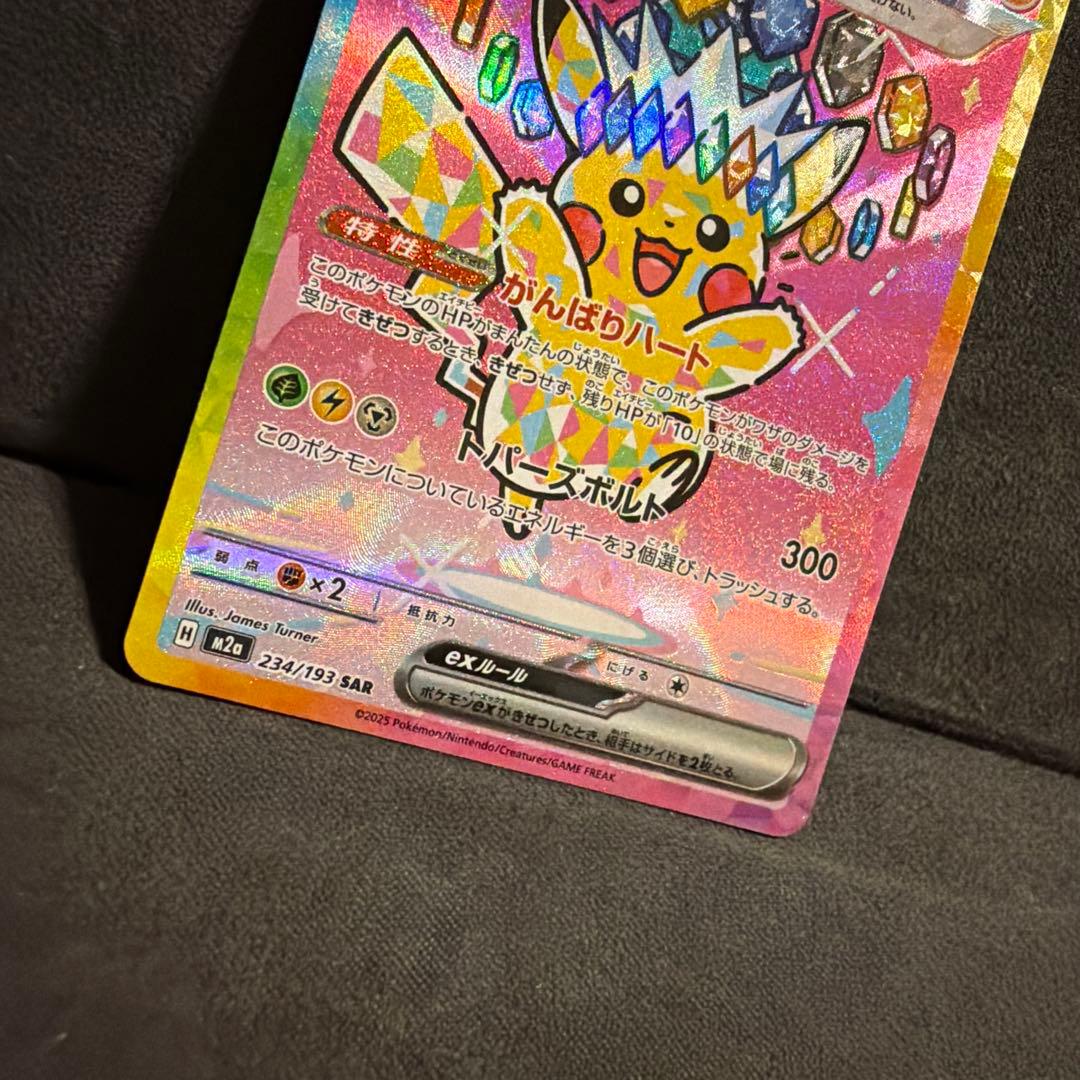 げない。
特性
がんばりハート
このポケモンのHPがまんたんの状態で、このポケモンがワザのダメージを
受けてきぜつするとき、きぜつせず、残りHPが「10」の状態で場に残る。
トパーズボルト
300
このポケモンについているエネルギーを3個選び、トラッシュする。
弱点 ×2
抵抗力
にげる
Illus. James Turner
H M2a 234/193 SAR
exルール
ポケモンexがきぜつしたとき、相手はサイドを2枚とる。
©2025 Pokémon/Nintendo/Creatures/GAME FREAK